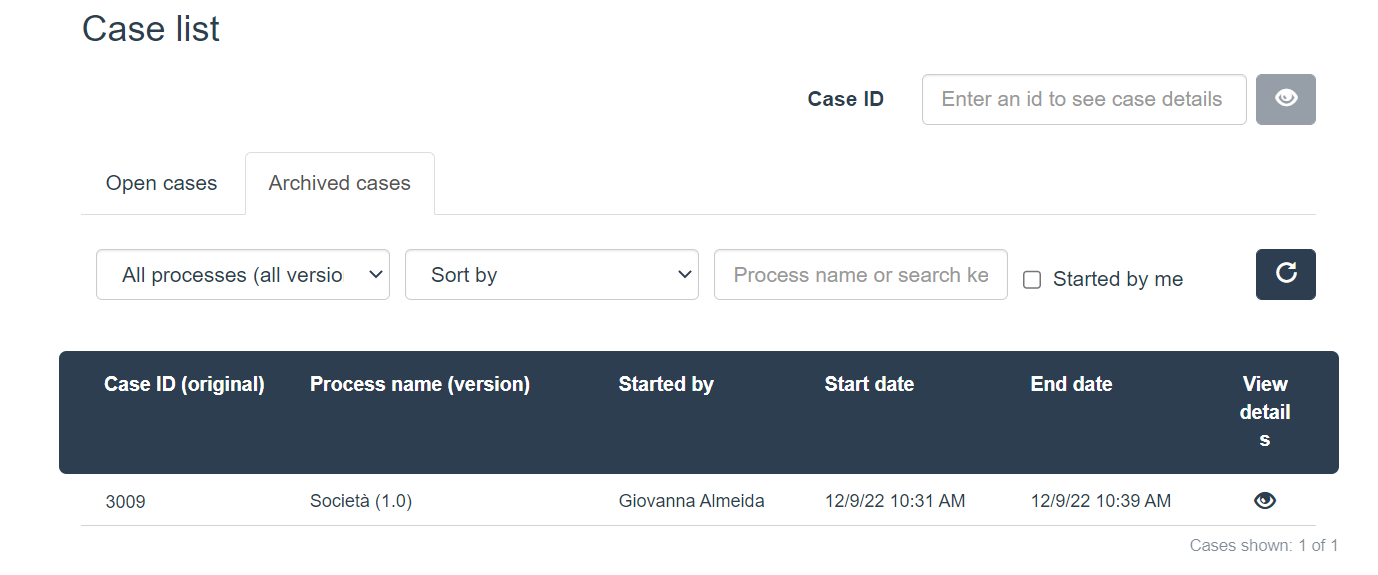 Case list
Case ID Enter an id to see case details
Open cases Archived cases
All processes (all versio Sort by Process name or search ke Started by me
Case ID (original) Process name (version) Started by Start date End date View
detail
s
3009 Società (1.0) Giovanna Almeida 12/9/22 10:31 AM 12/9/22 10:39 AM
Cases shown: 1 of 1